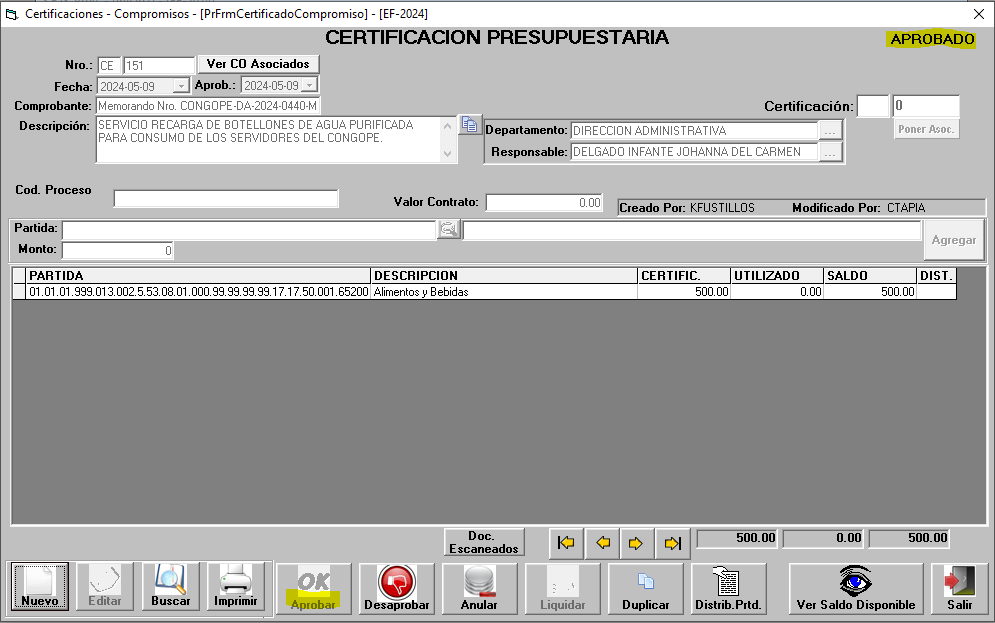 Certificaciones - Compromisos - [PrFrmCertificadoCompromiso] - [EF-2024]
CERTIFICACION PRESUPUESTARIA
APROBADO
Nro.: CE 151 Ver CO Asociados
Fecha: 2024-05-09 Aprob.: 2024-05-09
Comprobante: Memorando Nro. CONGOPE-DA-2024-0440-M
Certificación: 0
Poner Asoc.
Descripción: SERVICIO RECARGA DE BOTELLONES DE AGUA PURIFICADA
PARA CONSUMO DE LOS SERVIDORES DEL CONGOPE.
Departamento: DIRECCION ADMINISTRATIVA ...
Responsable: DELGADO INFANTE JOHANNA DEL CARMEN ...
Cod. Proceso
Valor Contrato: 0.00
Creado Por: KFUSTILLOS Modificado Por: CTAPIA
Partida:
Monto: 0
Agregar
PARTIDA DESCRIPCION CERTIFIC. UTILIZADO SALDO DIST.
01.01.01.999.013.002.5.53.08.01.000.99.99.99.99.17.17.50.001.65200 Alimentos y Bebidas 500.00 0.00 500.00
Doc.
Escaneados
500.00 0.00 500.00
Nuevo Editar Buscar Imprimir OK Aprobar Desaprobar Anular Liquidar Duplicar Distrib.Prtd. Ver Saldo Disponible Salir